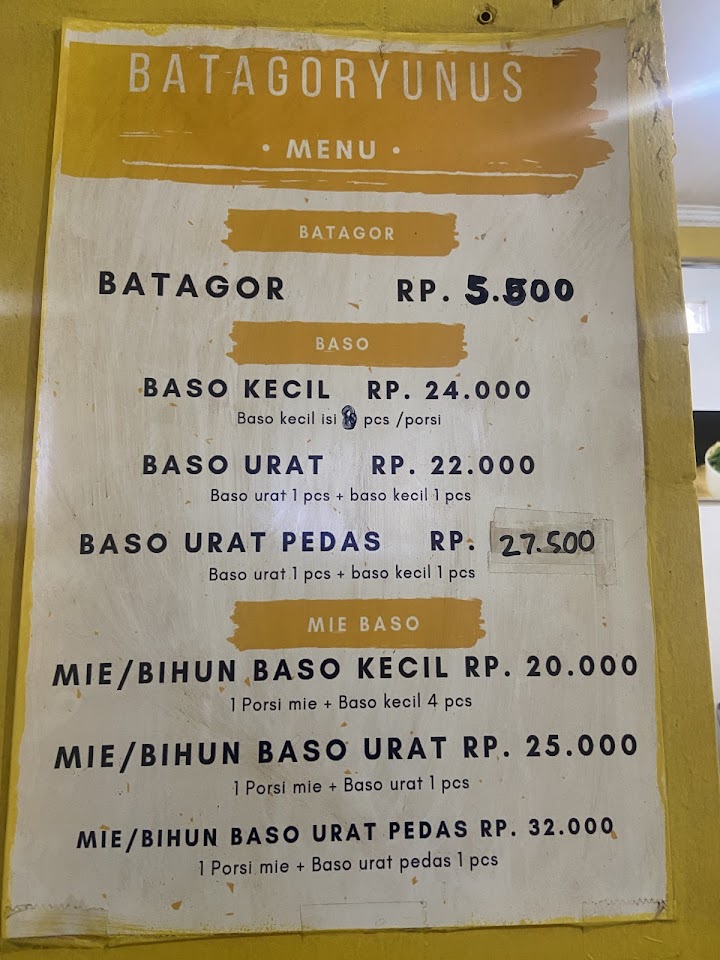 BATAGORYUNUS
• MENU •
BATAGOR
BATAGOR RP. 5.500
BASO
BASO KECIL RP. 24.000
Baso kecil isi pcs /porsi
BASO URAT RP. 22.000
Baso urat 1 pcs + baso kecil 1 pcs
BASO URAT PEDAS RP. 27.500
Baso urat 1 pcs + baso kecil 1 pcs
MIE BASO
MIE/BIHUN BASO KECIL RP. 20.000
1 Porsi mie + Baso kecil 4 pcs
MIE/BIHUN BASO URAT RP. 25.000
1 Porsi mie + Baso urat 1 pcs
MIE/BIHUN BASO URAT PEDAS RP. 32.000
1 Porsi mie + Baso urat pedas 1 pcs